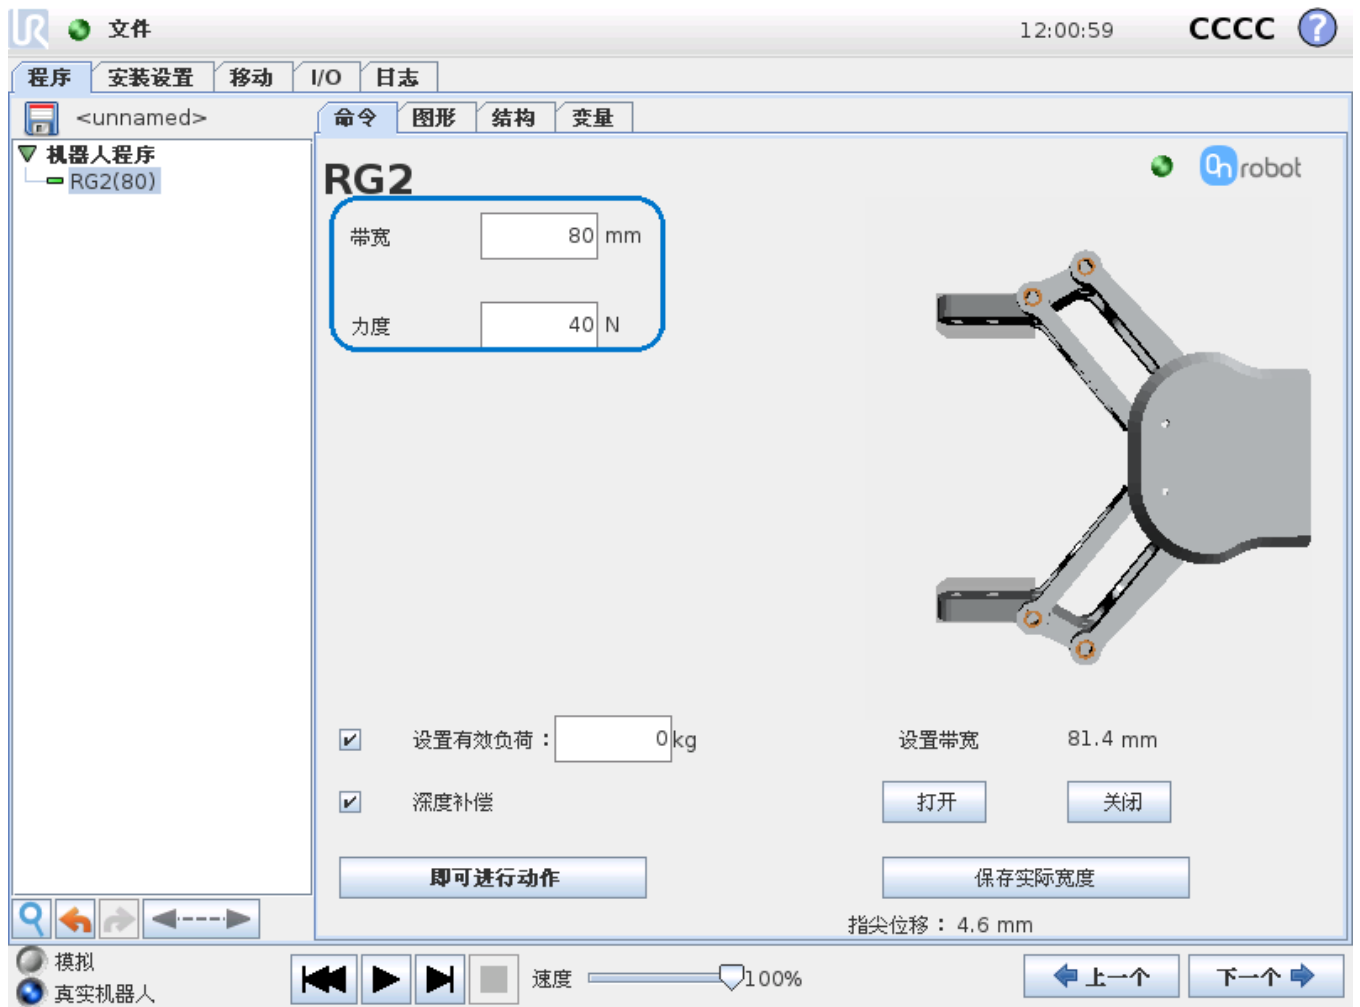 UR 文件 12:00:59 CCCC ?
程序 安装设置 移动 I/O 日志
<unnamed> 命令 图形 结构 变量
机器人程序
RG2(80)
RG2
On robot
带宽 80 mm
力度 40 N
设置有效负荷： 0 kg 设置带宽 81.4 mm
深度补偿 打开 关闭
即可进行动作 保存实际宽度
指尖位移： 4.6 mm
模拟
真实机器人
速度 100% 上一个 下一个